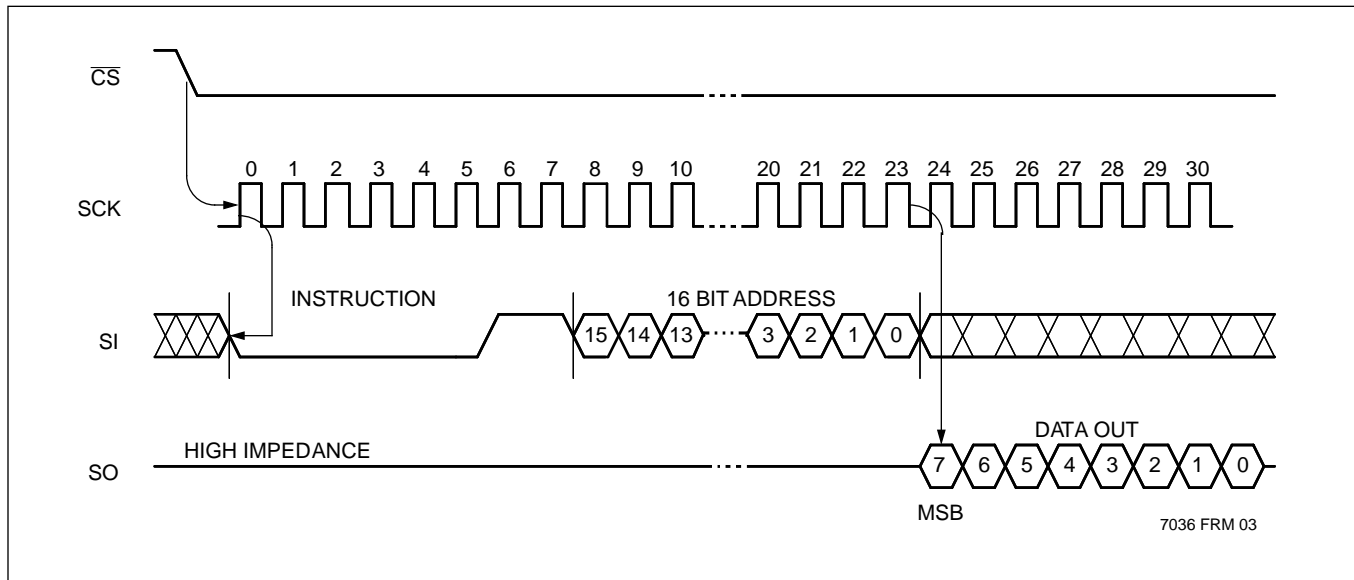 CS
0 1 2 3 4 5 6 7 8 9 10 20 21 22 23 24 25 26 27 28 29 30
SCK
INSTRUCTION 16 BIT ADDRESS
SI 15 14 13 3 2 1 0
DATA OUT
HIGH IMPEDANCE
SO 7 6 5 4 3 2 1 0
MSB
7036 FRM 03